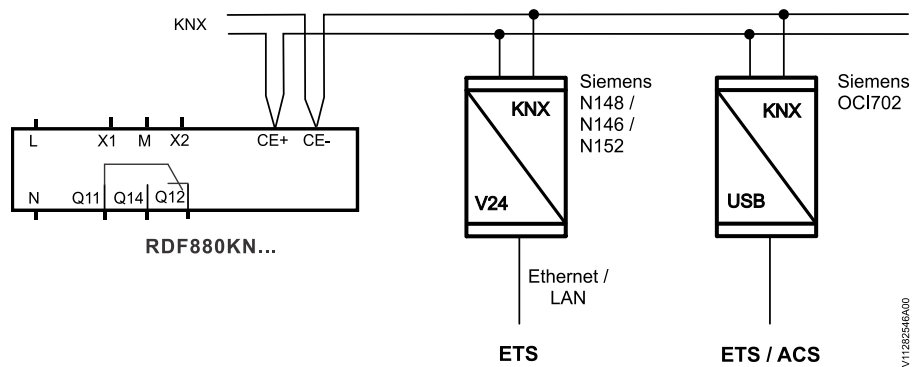 KNX
Siemens
N148 /
N146 /
N152
Siemens
OCI702
KNX
V24
KNX
USB
L X1 M X2 CE+ CE-
N Q11 Q14 Q12
RDF880KN...
Ethernet /
LAN
ETS
ETS / ACS
V11282546A00